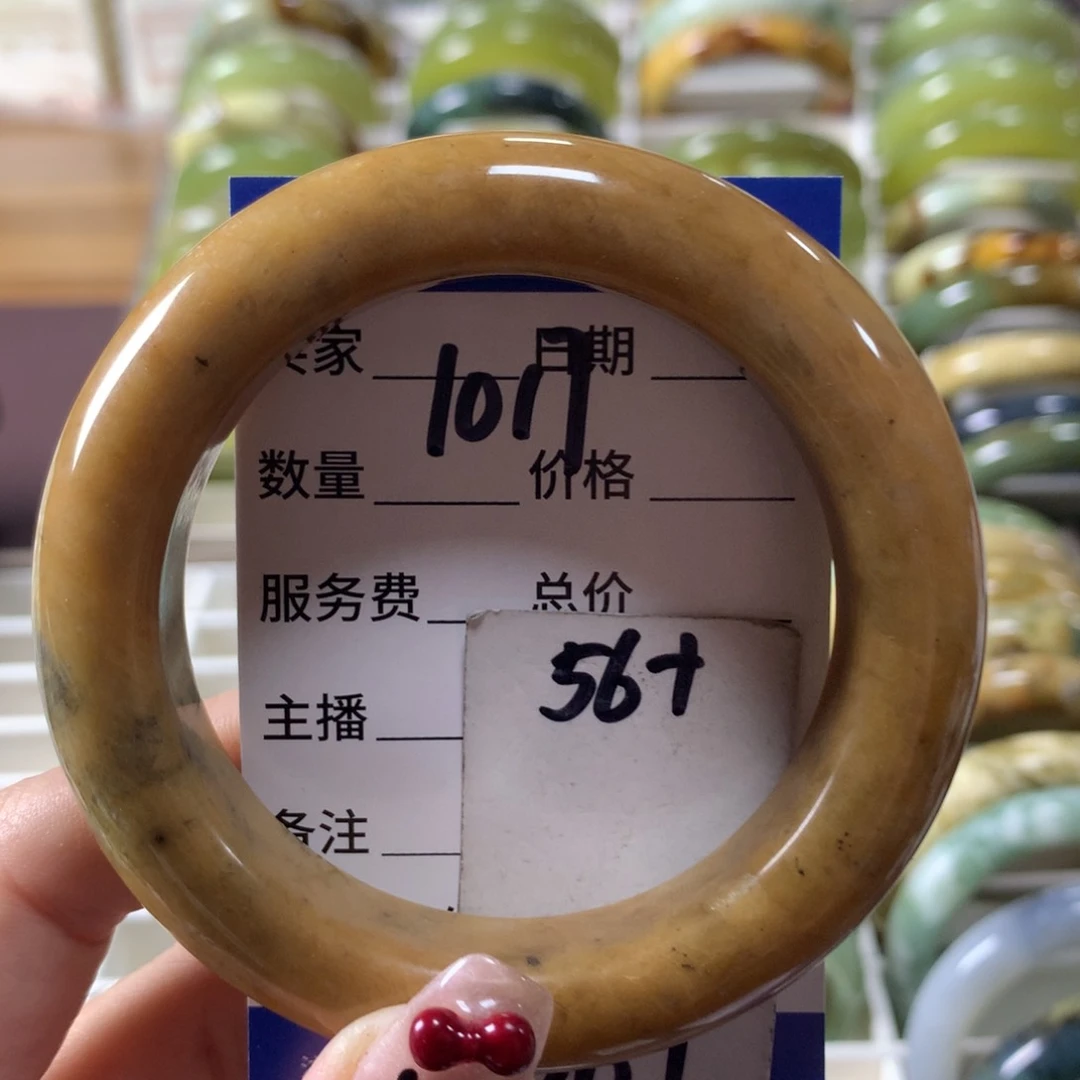 家 日期
1017
数量 价格
服务费 总价
56+
主播
备注